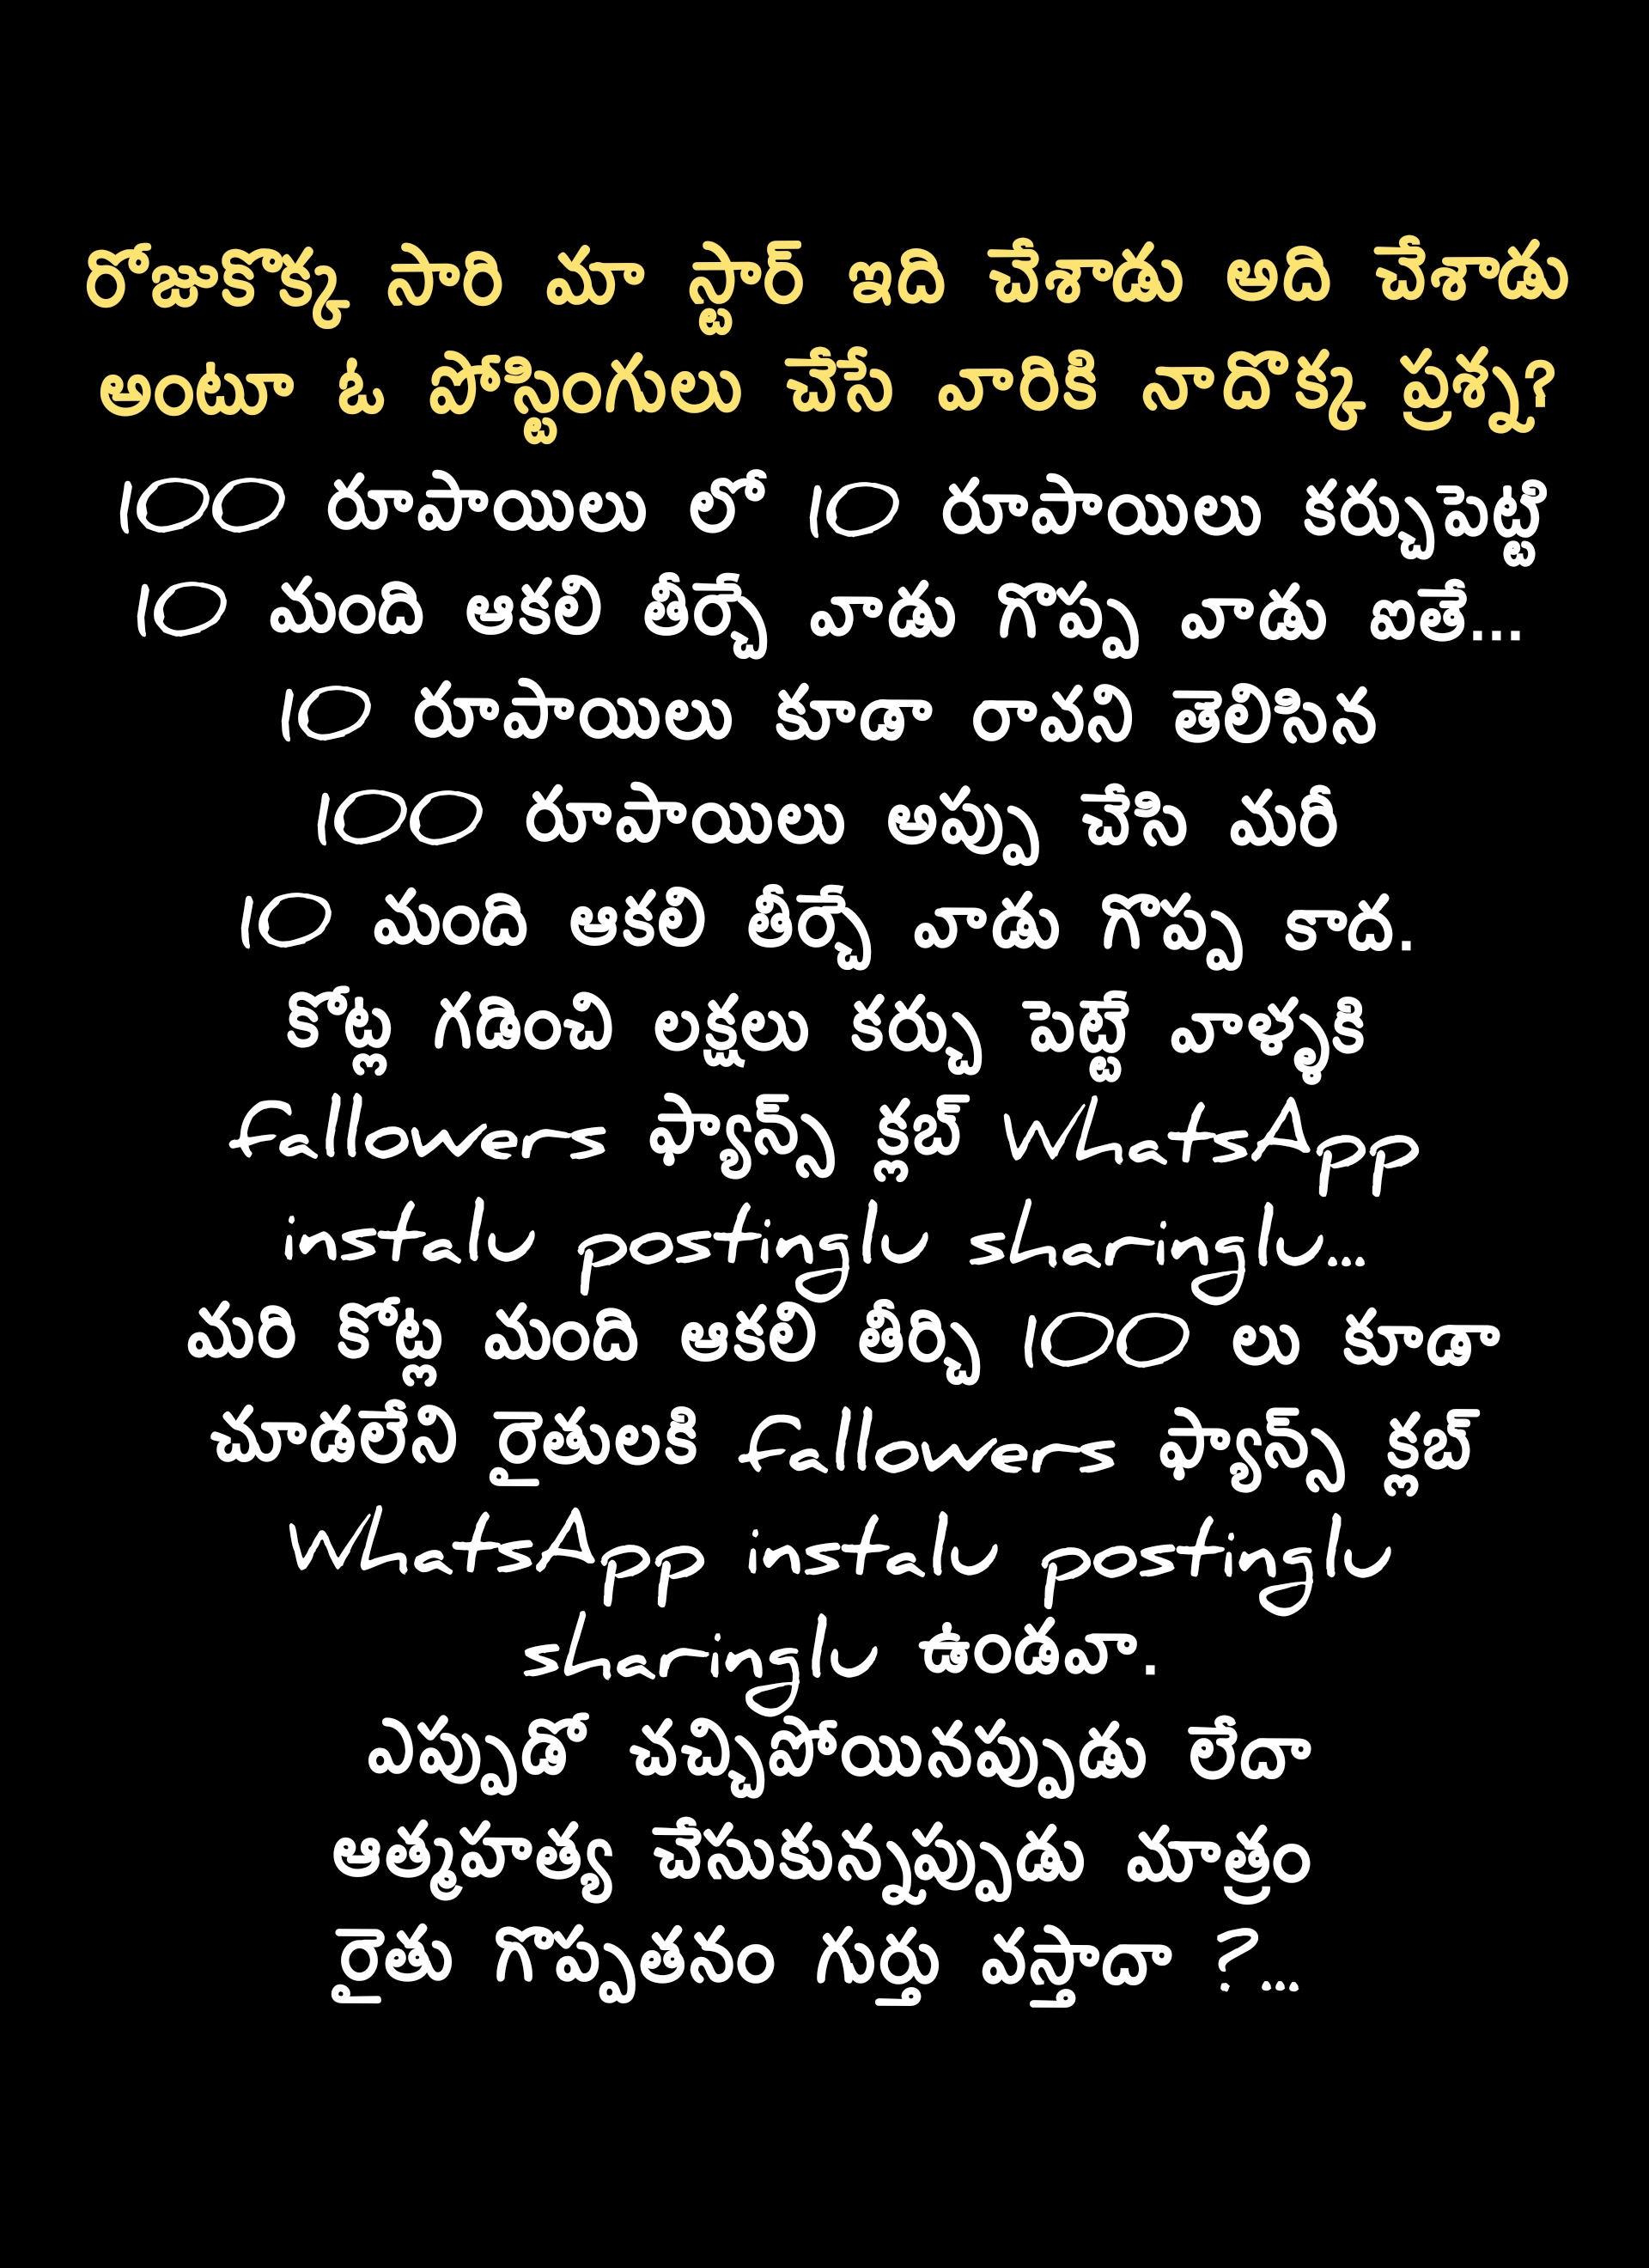 రోజుకొక్క సారి మా స్టార్ ఇది చేశాడు అది చేశాడు
అంటూ ఓ పోస్టింగులు చేసే వారికి నాదొక్క ప్రశ్న?
100 రూపాయిలు లో 10 రూపాయిలు కర్చుపెట్టి
10 మంది ఆకలి తీర్చే వాడు గొప్ప వాడు ఐతే...
10 రూపాయిలు కూడా రావని తెలిసిన
100 రూపాయిలు అప్పు చేసి మరీ
10 మంది ఆకలి తీర్చే వాడు గొప్ప కాద.
కోట్ల గడించి లక్షలు కర్చు పెట్టే వాళ్ళకి
fallowers ఫ్యాన్స్ క్లబ్ WhatsApp
instalu postinglu sharinglu...
మరి కోట్ల మంది ఆకలి తీర్చి 100 లు కూడా
చూడలేని రైతులకి fallowers ఫ్యాన్స్ క్లబ్
WhatsApp instalu postinglu
sharinglu ఉండవా.
ఎప్పుడో చచ్చిపోయినప్పుడు లేదా
ఆత్మహత్య చేసుకున్నప్పుడు మాత్రం
రైతు గొప్పతనం గుర్తు వస్తాదా ?...